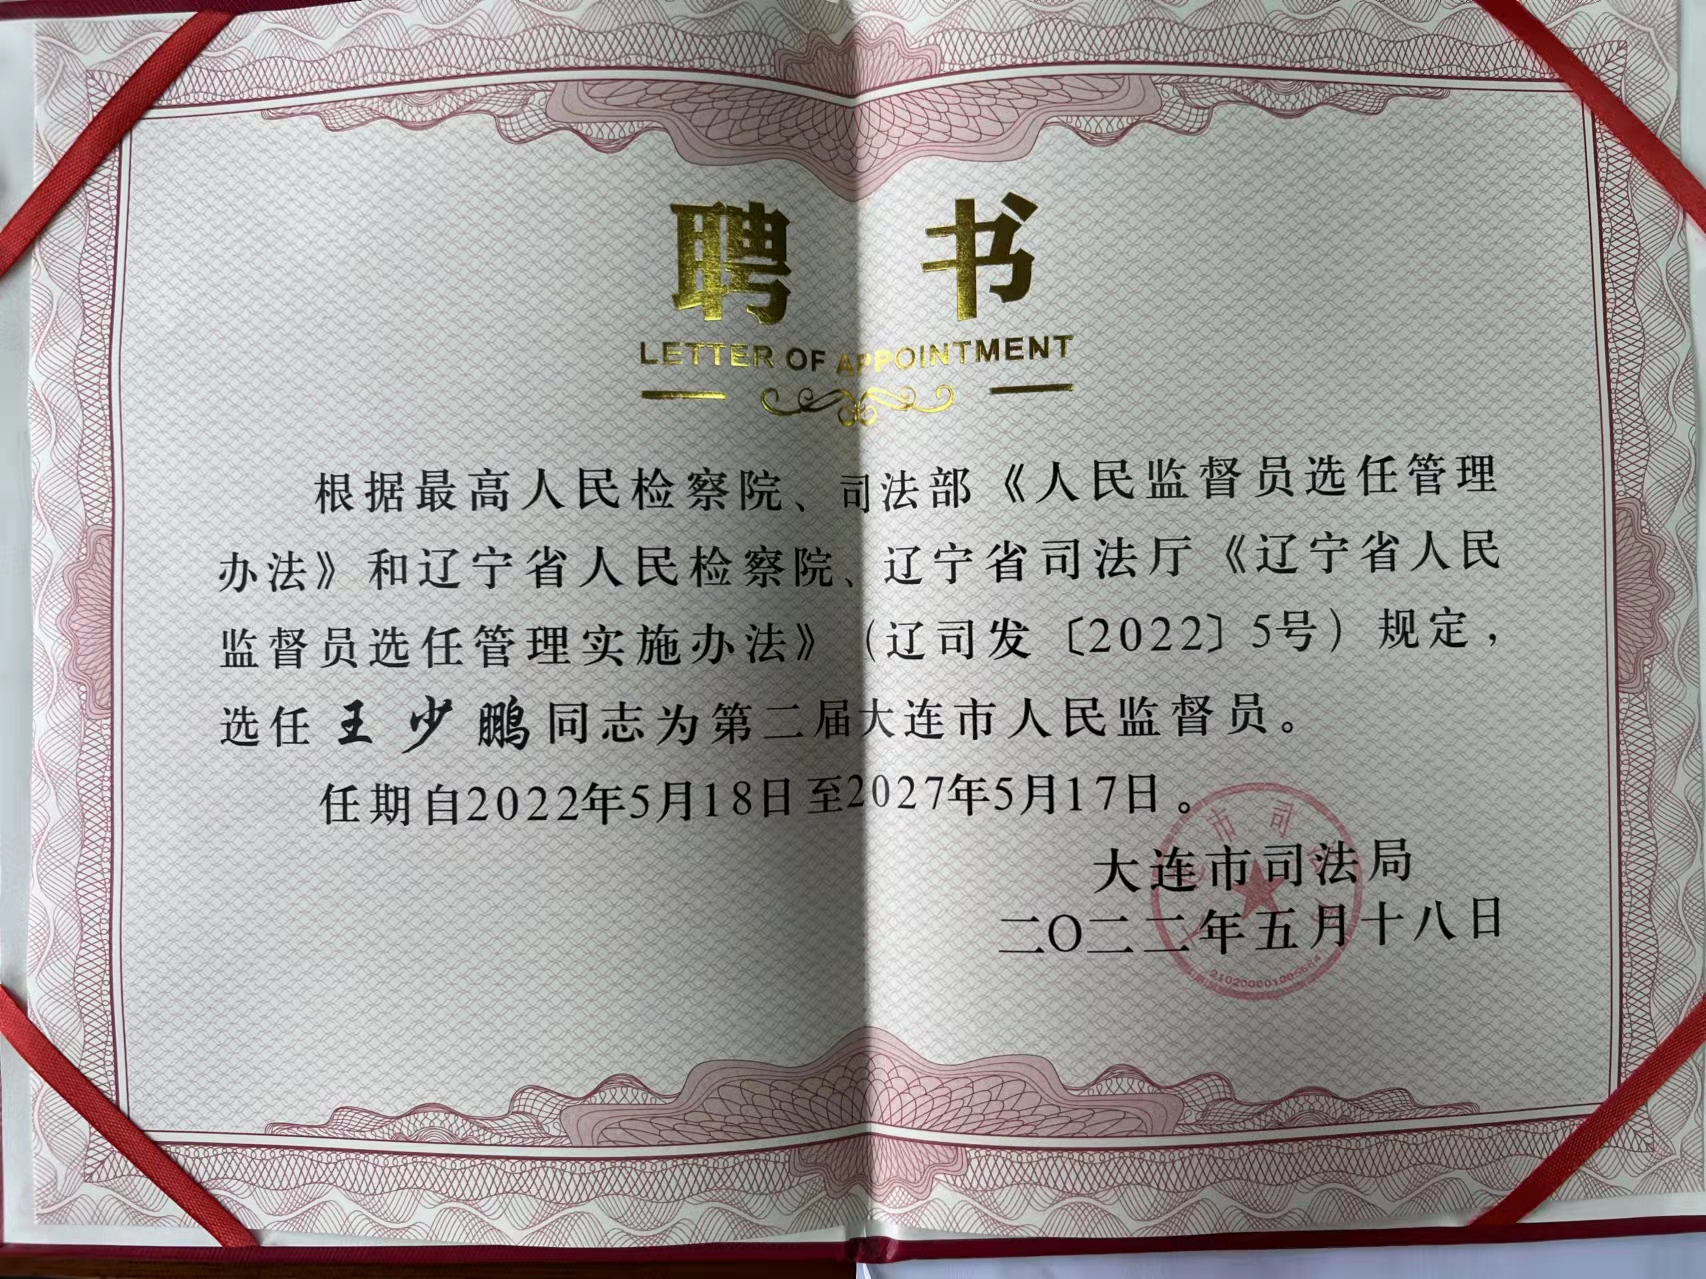 聘书
LETTER OF APPOINTMENT
根据最高人民检察院、司法部《人民监督员选任管理
办法》和辽宁省人民检察院、辽宁省司法厅《辽宁省人民
监督员选任管理实施办法》（辽司发〔2022〕5号）规定，
选任王少鹏同志为第二届大连市人民监督员。
任期自2022年5月18日至2027年5月17日。
大连市司法局
二〇二二年五月十八日